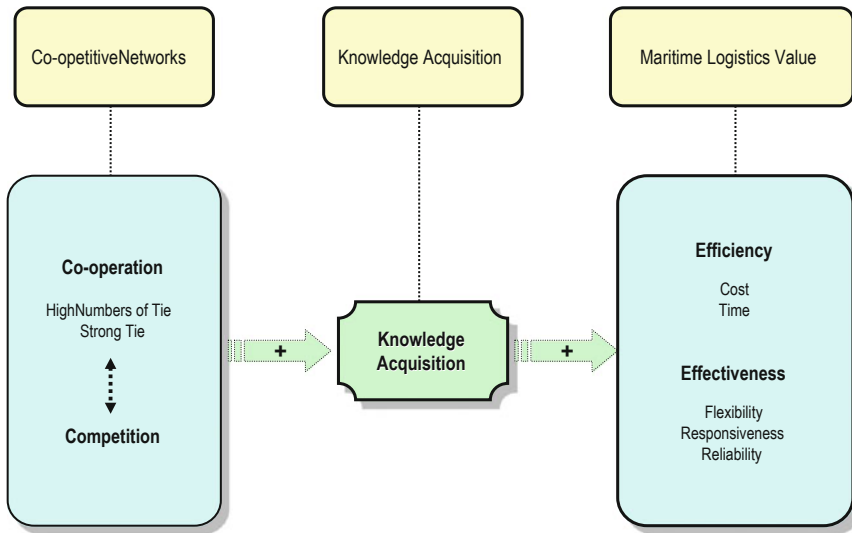 Co-opetitiveNetworks
Knowledge Acquisition
Maritime Logistics Value
Co-operation
HighNumbers of Tie
Strong Tie
Competition
+
Knowledge
Acquisition
+
Efficiency
Cost
Time
Effectiveness
Flexibility
Responsiveness
Reliability